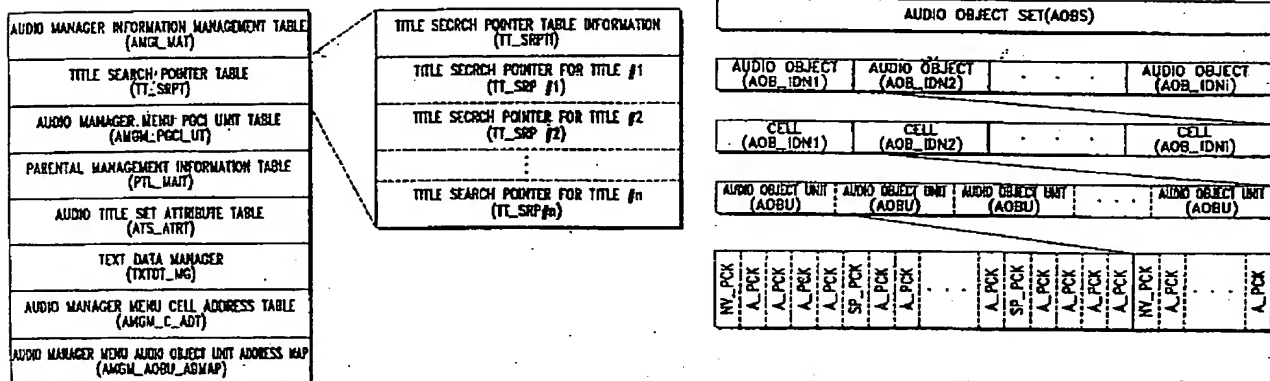 AUDIO MANAGER INFORMATION MANAGEMENT TABLE
(AMGI_MAT)
TITLE SEARCH POINTER TABLE
(TT_SRPT)
AUDIO MANAGER MENU PGCI UNIT TABLE
(AMGM_PGCI_UT)
PARENTAL MANAGEMENT INFORMATION TABLE
(PTL_MAIT)
AUDIO TITLE SET ATTRIBUTE TABLE
(ATS_ATRT)
TEXT DATA MANAGER
(TXTDT_MG)
AUDIO MANAGER MENU CELL ADDRESS TABLE
(AMGM_C_ADT)
AUDIO MANAGER MENU AUDIO OBJECT UNIT ADDRESS MAP
(AMGM_AOBU_ADMAP)
TITLE SECRCH POINTER TABLE INFORMATION
(TT_SRPTI)
TITLE SECRCH POINTER FOR TITLE #1
(TT_SRP #1)
TITLE SECRCH POINTER FOR TITLE #2
(TT_SRP #2)
TITLE SEARCH POINTER FOR TITLE #n
(TT_SRP#n)
AUDIO OBJECT SET(AOBS)
AUDIO OBJECT (AOB_IDN1) AUDIO OBJECT (AOB_IDN2) . . . AUDIO OBJECT (AOB_IDNi)
CELL (AOB_IDN1) CELL (AOB_IDN2) . . . CELL (AOB_IDNi)
AUDIO OBJECT UNIT (AOBU) AUDIO OBJECT UNIT (AOBU) AUDIO OBJECT UNIT (AOBU) . . . AUDIO OBJECT UNIT (AOBU)
NV_PCK A_PCK A_PCK A_PCK A_PCK SP_PCK A_PCK A_PCK . . . A_PCK SP_PCK A_PCK A_PCK A_PCK NV_PCK A_PCK . . . A_PCK